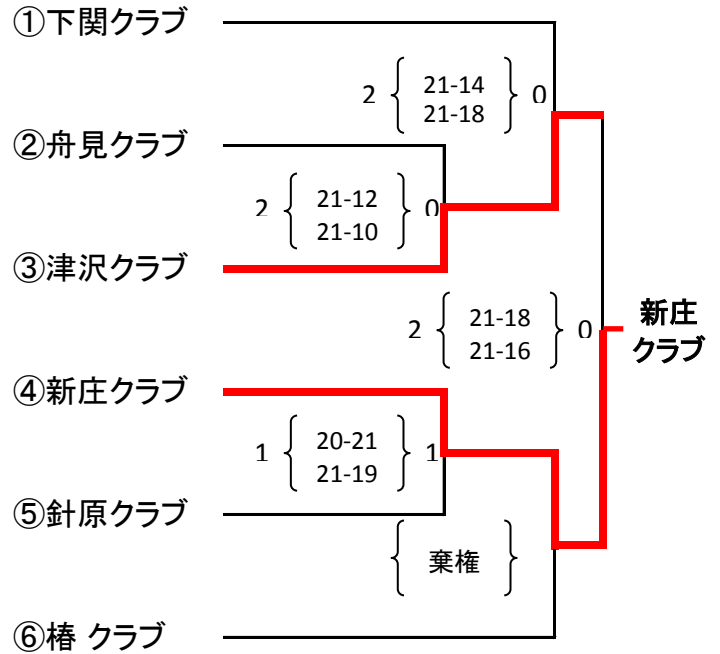 ①下関クラブ
2 { 21-14 } 0
21-18
②舟見クラブ
2 { 21-12 } 0
21-10
③津沢クラブ
2 { 21-18 } 0
21-16
新庄
クラブ
④新庄クラブ
1 { 20-21 } 1
21-19
⑤針原クラブ
{ 棄権 }
⑥椿 クラブ